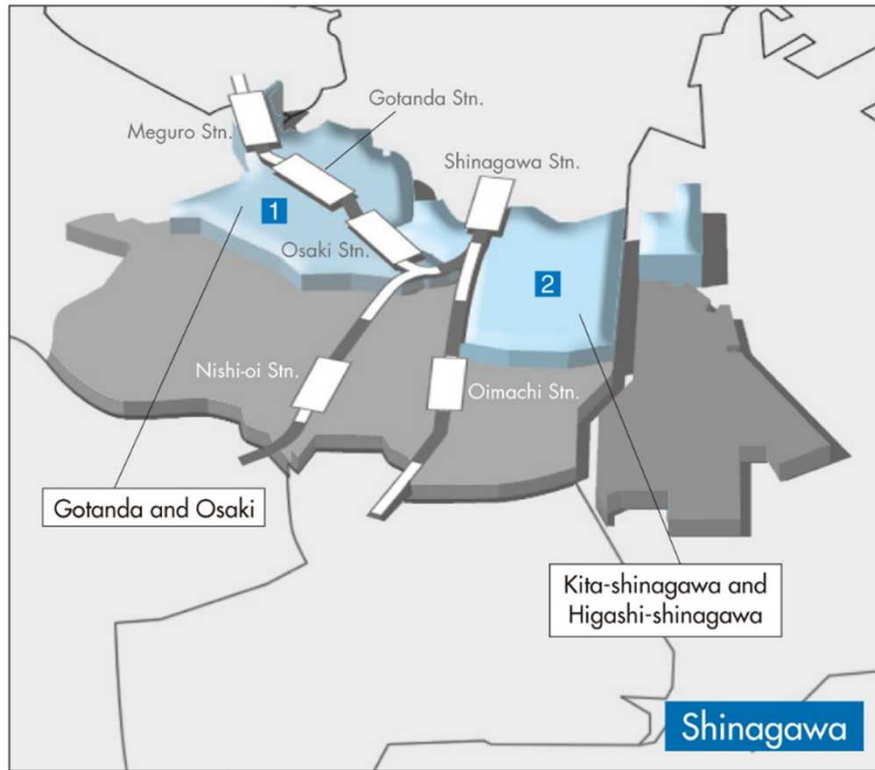 Gotanda Stn.
Meguro Stn.
Shinagawa Stn.
1
Osaki Stn.
2
Nishi-oi Stn.
Oimachi Stn.
Gotanda and Osaki
Kita-shinagawa and
Higashi-shinagawa
Shinagawa